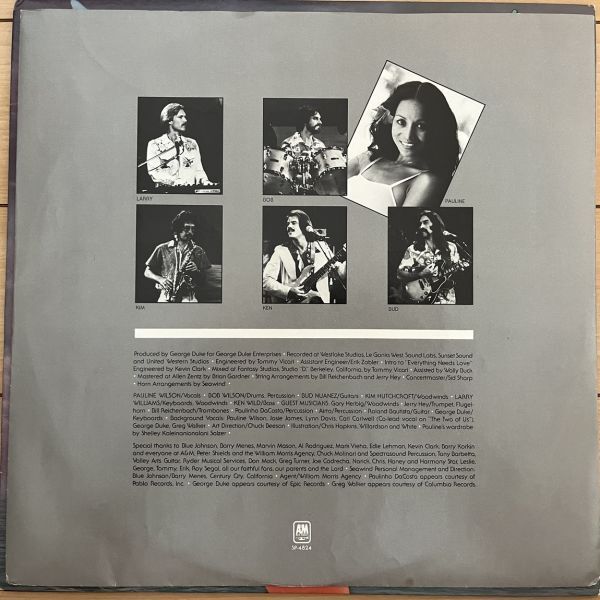 LARRY
BOB
PAULINE
KIM
KEN
BUD
Produced by George Duke for George Duke Enterprises • Recorded at Westlake Studios, Le Gonks West Sound Labs, Sunset Sound
and United Western Studios • Engineered by Tommy Vicari • Assistant Engineer/Erik Zobler • Intro to "Everything Needs Love"
Engineered by Kevin Clark • Mixed at Fantasy Studios, Studio "D," Berkeley, California, by Tommy Vicari • Assisted by Wally Buck
• Mastered at Allen Zentz by Brian Gardner • String Arrangements by Bill Reichenbach and Jerry Hey • Concertmaster/Sid Sharp
• Horn Arrangements by Seawind •
PAULINE WILSON/Vocals • BOB WILSON/Drums, Percussion • BUD NUANEZ/Guitars • KIM HUTCHCROFT/Woodwinds • LARRY
WILLIAMS/Keyboards, Woodwinds • KEN WILD/Bass • GUEST MUSICIANS: Gary Herbig/Woodwinds • Jerry Hey/Trumpet, Flugel-
horn • Bill Reichenbach/Trombones • Paulinho DaCosta/Percussion • Airto/Percussion • Roland Bautista/Guitar • George Duke/
Keyboards • Background Vocals: Pauline Wilson, Josie James, Lynn Davis, Carl Carlwell (Co-lead vocal on "The Two of Us"),
George Duke, Greg Walker • Art Direction/Chuck Beeson • Illustration/Chris Hopkins, Willardson and White • Pauline's wardrobe
by Shelley
Special thanks to Blue Johnson, Barry Menes, Marvin Mason, Al Rodriguez, Mark Vieha, Edie Lehman, Kevin Clark, Barry Korkin
and everyone at A&M, Peter Shields and the William Morris Agency, Chuck Molinari and Spectrasound Percussion, Tony Barbetta,
Valley Arts Guitar, Ryder Musical Services, Don Mack, Greg Turner, Joe Cadrecha, Narick, Chris, Haney and Harmony Star, Leslie,
George, Tommy, Erik, Roy Segal, all our faithful fans, our parents and the Lord • Seawind Personal Management and Direction:
Blue Johnson/Barry Menes, Century City, California • Agent/William Morris Agency • Paulinho DaCosta appears courtesy of
Pablo Records, Inc. • George Duke appears courtesy of Epic Records • Greg Walker appears courtesy of Columbia Records.
A&M
SP-4824